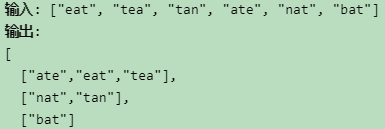 输入: ["eat", "tea", "tan", "ate", "nat", "bat"]
输出:
[
  ["ate","eat","tea"],
  ["nat","tan"],
  ["bat"]